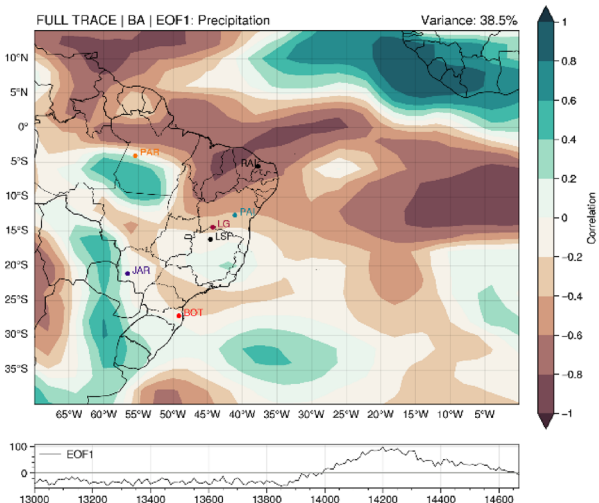 FULL TRACE | BA | EOF1: Precipitation
Variance: 38.5%
10°N
5°N
0°
5°S
10°S
15°S
20°S
25°S
30°S
35°S
PAR
RAI
PAI
LG
LSF
JAR
BOT
65°W 60°W 55°W 50°W 45°W 40°W 35°W 30°W 25°W 20°W 15°W 10°W 5°W
1
0.8
0.6
0.4
0.2
0
−0.2
−0.4
−0.6
−0.8
−1
Correlation
100
0
EOF1
13000 13200 13400 13600 13800 14000 14200 14400 14600